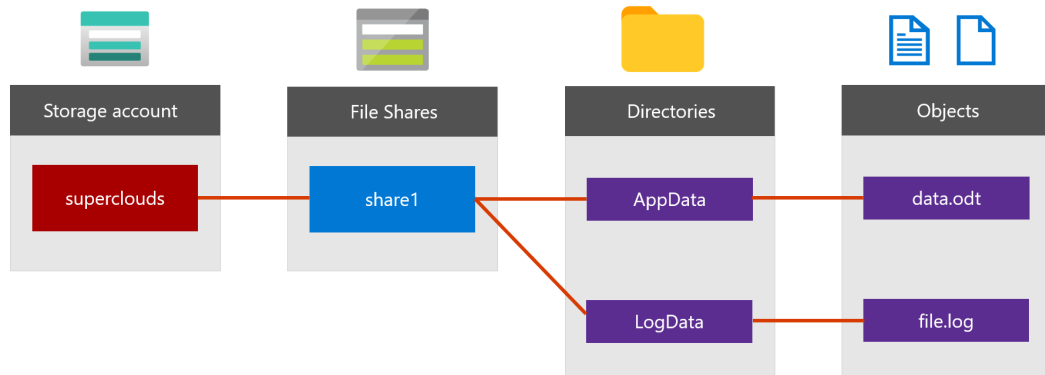 Storage account
File Shares
Directories
Objects
superclouds
share1
AppData
data.odt
LogData
file.log